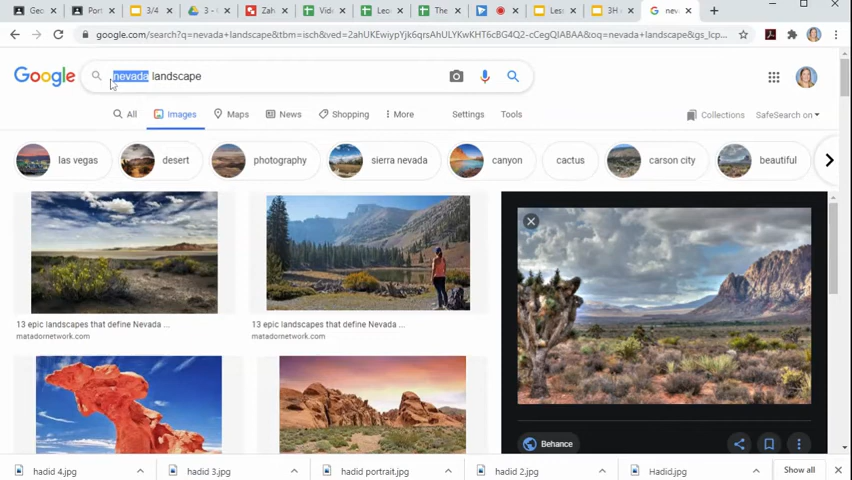 Geo
Port
3/4
3 - (
Zah
Vide
Leo
The
Less
3H
nev
google.com/search?q=nevada+landscape&tbm=isch&ved=2ahUKEwiypYjk6qrsAhULYKwKHT6cBG4Q2-cCegQIABAA&oq=nevada+landscape&gs_lcp...
Google
nevada landscape
All
Images
Maps
News
Shopping
More
Settings
Tools
Collections
SafeSearch on
las vegas
desert
photography
sierra nevada
canyon
cactus
carson city
beautiful
13 epic landscapes that define Nevada ...
matadornetwork.com
13 epic landscapes that define Nevada ...
matadornetwork.com
Behance
hadid 4.jpg
hadid 3.jpg
hadid portrait.jpg
hadid 2.jpg
Hadid.jpg
Show all